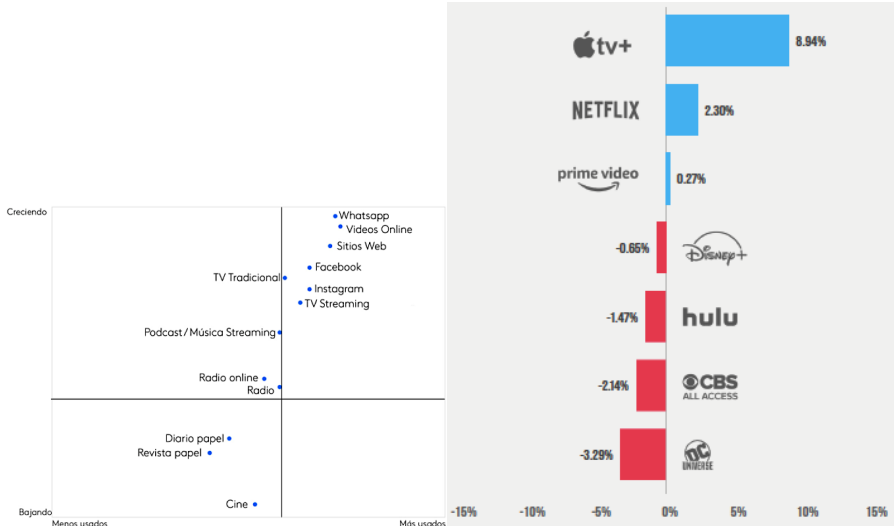 Creciendo
Whatsapp
Videos Online
Sitios Web
Facebook
TV Tradicional
Instagram
TV Streaming
Podcast / Música Streaming
Radio online
Radio
Diario papel
Revista papel
Cine
Bajando
Menos usados
Más usados
tv+
8.94%
NETFLIX
2.30%
prime video
0.27%
-0.65%
Disney+
-1.47%
hulu
-2.14%
CBS
ALL ACCESS
-3.29%
DC
UNIVERSE
-15%
-10%
-5%
0%
5%
10%
15%